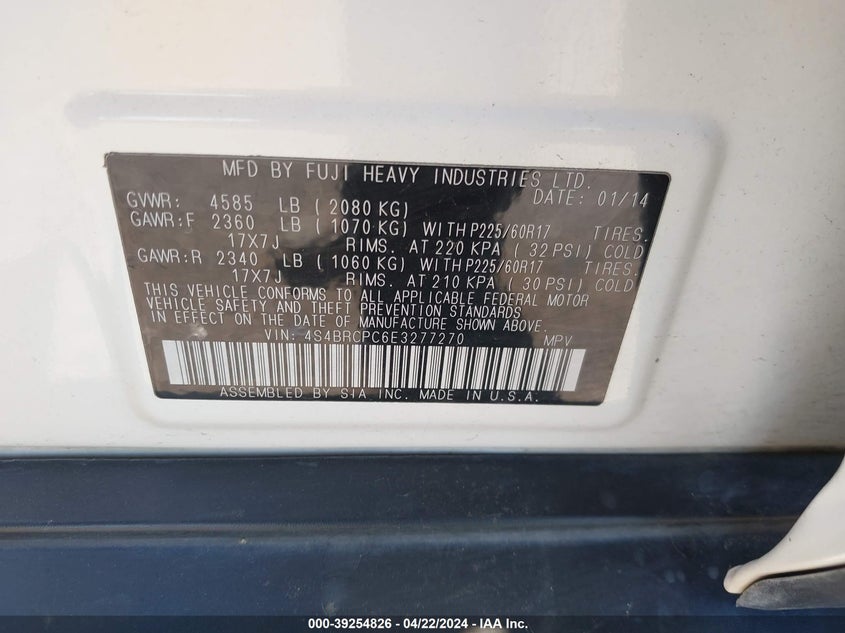 MFD BY FUJI HEAVY INDUSTRIES LTD.
GVWR: 4585 LB ( 2080 KG) DATE: 01/14
GAWR:F 2360 LB ( 1070 KG) WITH P225/60R17 TIRES.
17X7J RIMS. AT 220 KPA ( 32 PSI) COLD
GAWR:R 2340 LB ( 1060 KG) WITH P225/60R17 TIRES.
17X7J RIMS. AT 210 KPA ( 30 PSI) COLD
THIS VEHICLE CONFORMS TO ALL APPLICABLE FEDERAL MOTOR
VEHICLE SAFETY AND THEFT PREVENTION STANDARDS
IN EFFECT ON THE DATE OF MANUFACTURE SHOWN ABOVE.
VIN: 4S4BRCPC6E3277270 MPV
ASSEMBLED BY SIA INC. MADE IN U.S.A.
000-39254826 - 04/22/2024 - IAA Inc.